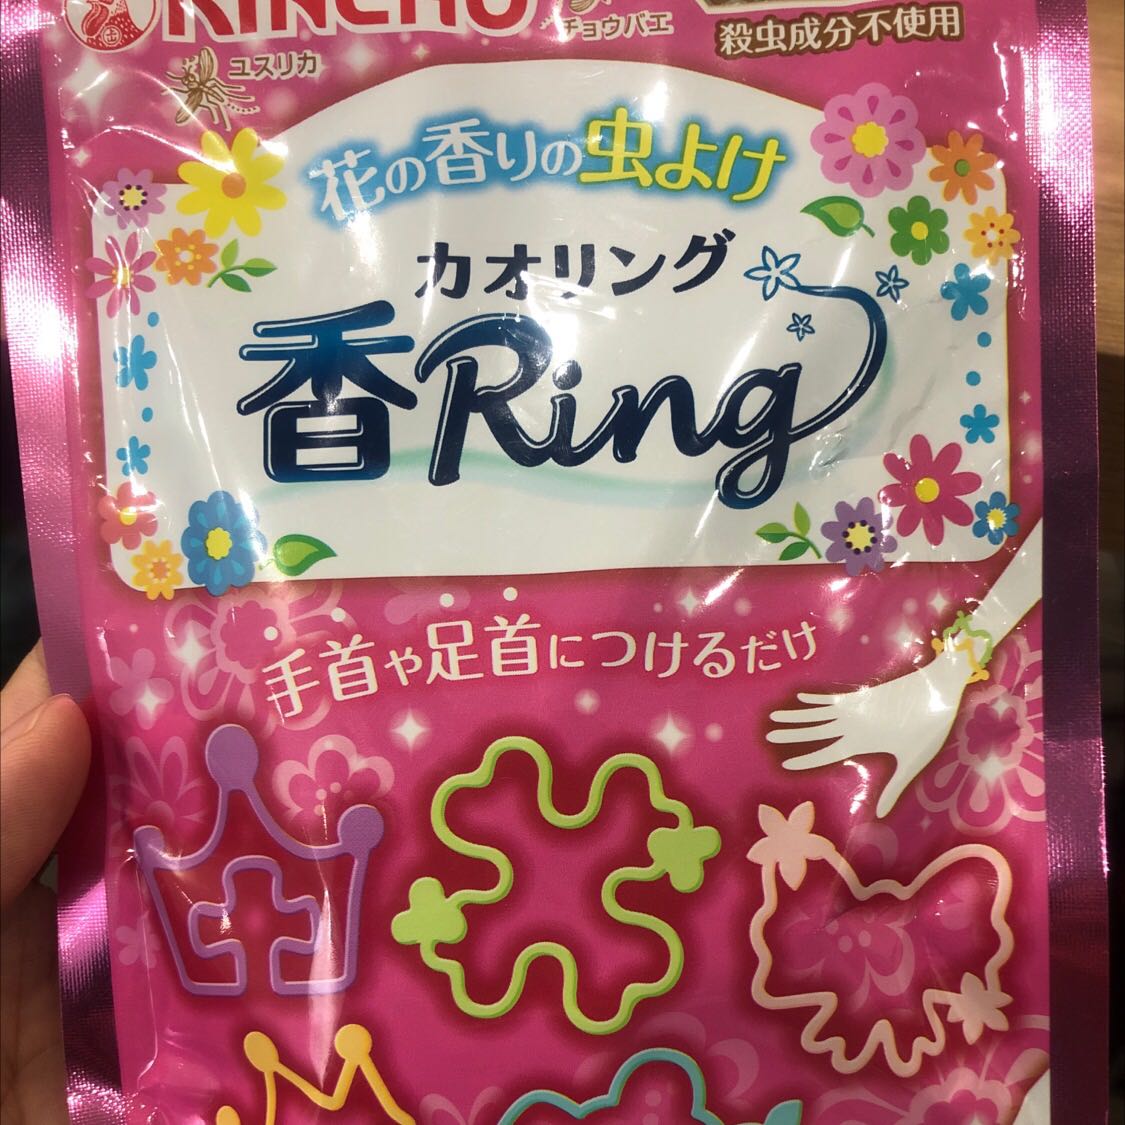 KINCHO
チョウバエ
殺虫成分不使用
ユスリカ
花の香りの虫よけ
カオリング
香Ring
手首や足首につけるだけ